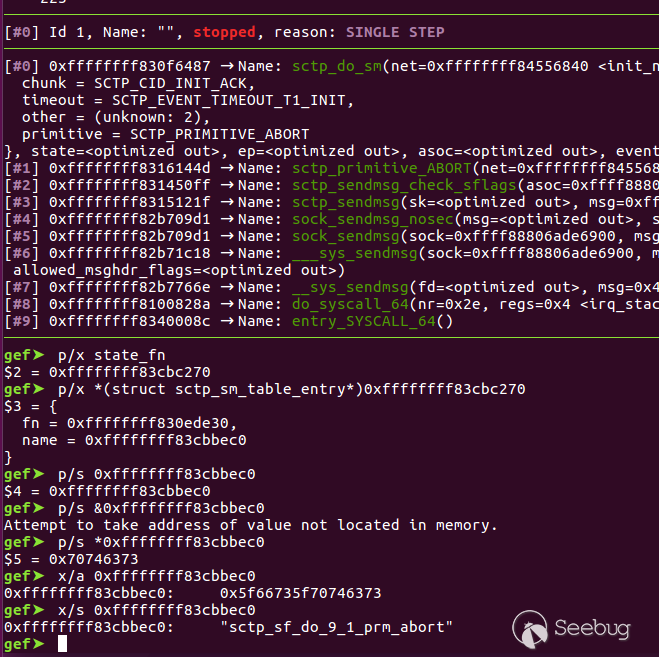 [#0] Id 1, Name: "", stopped, reason: SINGLE STEP
[#0] 0xffffffff830f6487 → Name: sctp_do_sm(net=0xffffffff84556840 <init_n
  chunk = SCTP_CID_INIT_ACK,
  timeout = SCTP_EVENT_TIMEOUT_T1_INIT,
  other = (unknown: 2),
  primitive = SCTP_PRIMITIVE_ABORT
}, state=<optimized out>, ep=<optimized out>, asoc=<optimized out>, event
[#1] 0xffffffff8316144d → Name: sctp_primitive_ABORT(net=0xffffffff845568
[#2] 0xffffffff831450ff → Name: sctp_sendmsg_check_sflags(asoc=0xffff8880
[#3] 0xffffffff8315121f → Name: sctp_sendmsg(sk=<optimized out>, msg=0xff
[#4] 0xffffffff82b709d1 → Name: sock_sendmsg_nosec(msg=<optimized out>, s
[#5] 0xffffffff82b709d1 → Name: sock_sendmsg(sock=0xffff88806ade6900, msg
[#6] 0xffffffff82b71c18 → Name: ___sys_sendmsg(sock=0xffff88806ade6900, m
 allowed_msghdr_flags=<optimized out>)
[#7] 0xffffffff82b7766e → Name: __sys_sendmsg(fd=<optimized out>, msg=0x4
[#8] 0xffffffff8100828a → Name: do_syscall_64(nr=0x2e, regs=0x4 <irq_stac
[#9] 0xffffffff8340008c → Name: entry_SYSCALL_64()
gef➤  p/x state_fn
$2 = 0xffffffff83cbc270
gef➤  p/x *(struct sctp_sm_table_entry*)0xffffffff83cbc270
$3 = {
  fn = 0xffffffff830ede30,
  name = 0xffffffff83cbbec0
}
gef➤  p/s 0xffffffff83cbbec0
$4 = 0xffffffff83cbbec0
gef➤  p/s &0xffffffff83cbbec0
Attempt to take address of value not located in memory.
gef➤  p/s *0xffffffff83cbbec0
$5 = 0x70746373
gef➤  x/a 0xffffffff83cbbec0
0xffffffff83cbbec0:     0x5f66735f70746373
gef➤  x/s 0xffffffff83cbbec0
0xffffffff83cbbec0:     "sctp_sf_do_9_1_prm_abort"
gef➤
Seebug